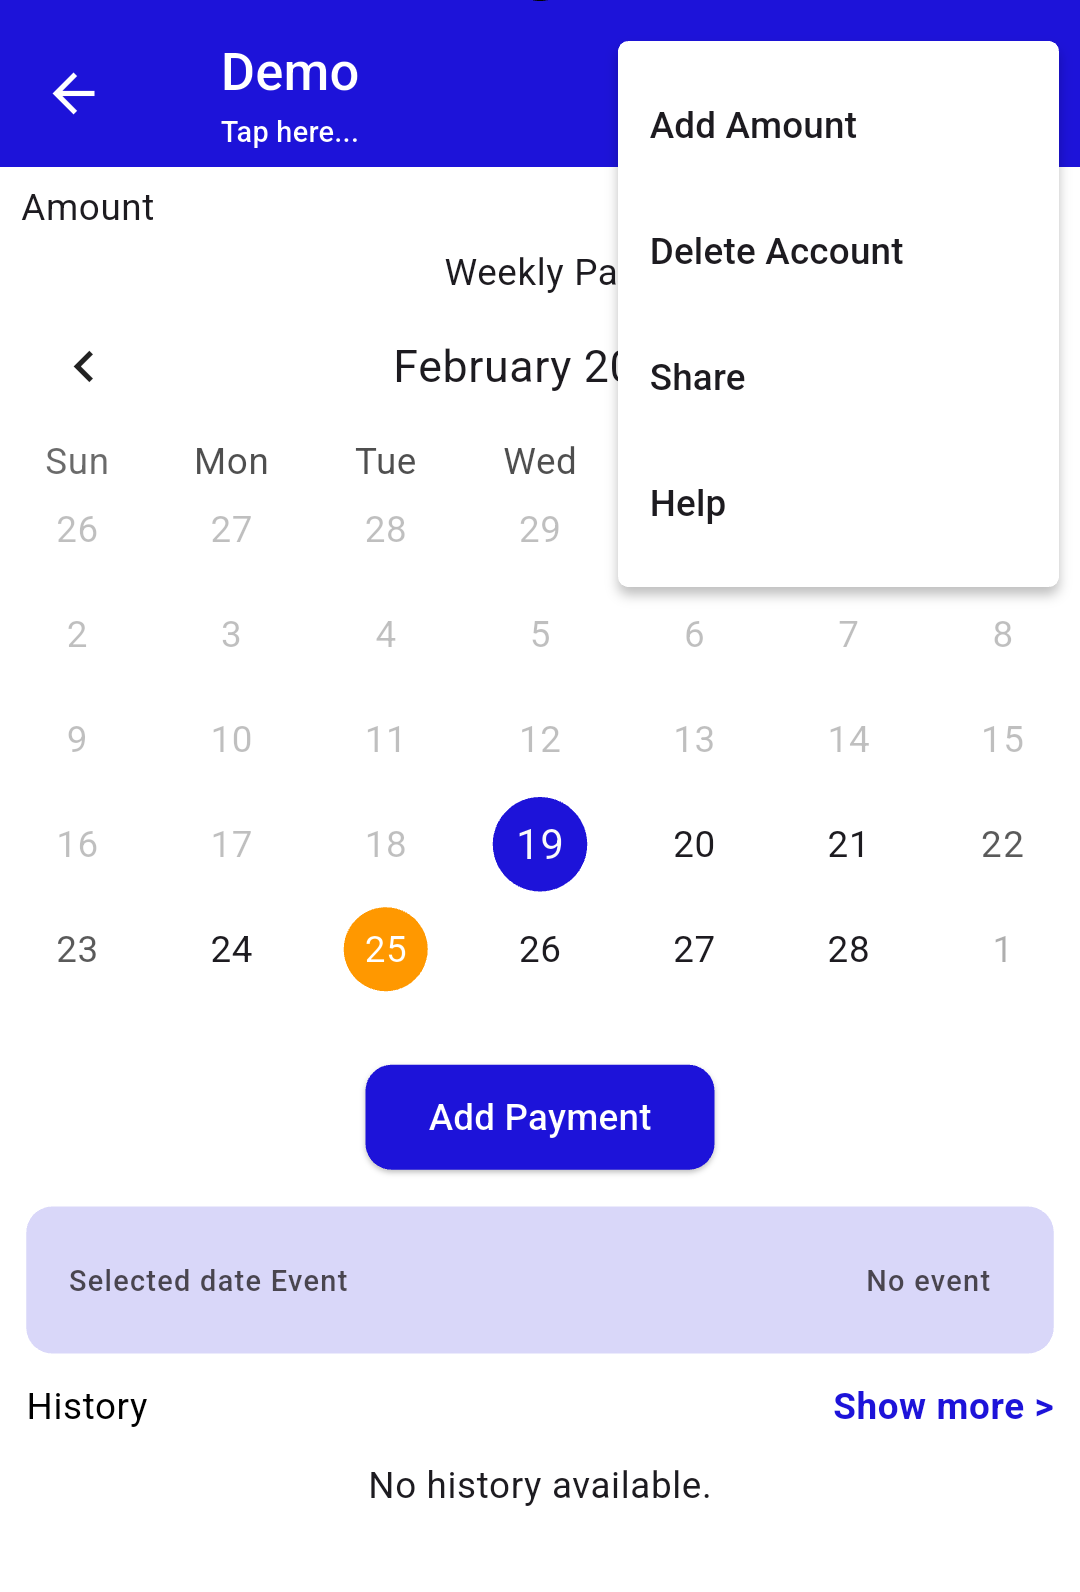 Demo
Tap here...
Add Amount
Delete Account
Share
Help
Amount
Weekly Pa
February 20
Sun Mon Tue Wed
26 27 28 29
2 3 4 5 6 7 8
9 10 11 12 13 14 15
16 17 18 19 20 21 22
23 24 25 26 27 28 1
Add Payment
Selected date Event No event
History Show more >
No history available.